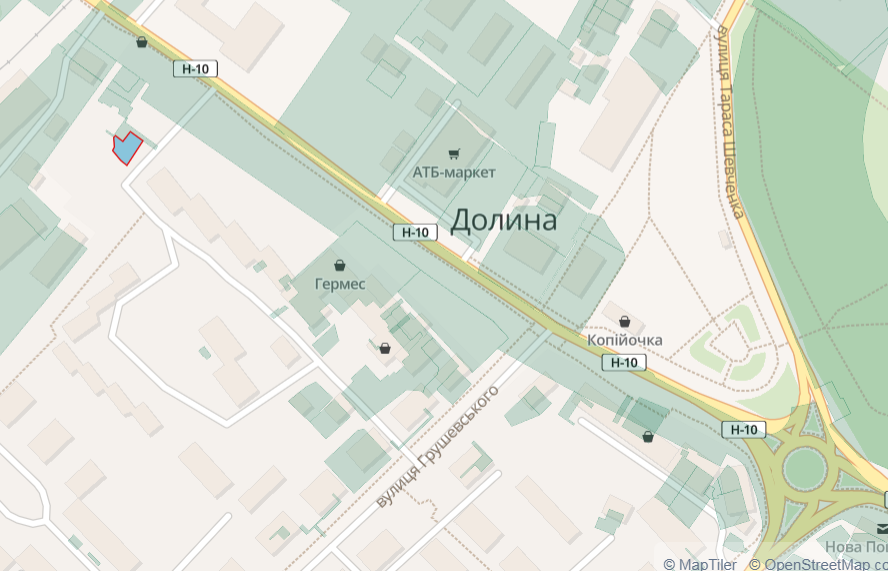 H-10
вулиця Тараса Шевченка
АТБ-маркет
Долина
H-10
Гермес
Копійочка
H-10
вулиця Грушевського
H-10
Нова По
© MapTiler © OpenStreetMap co